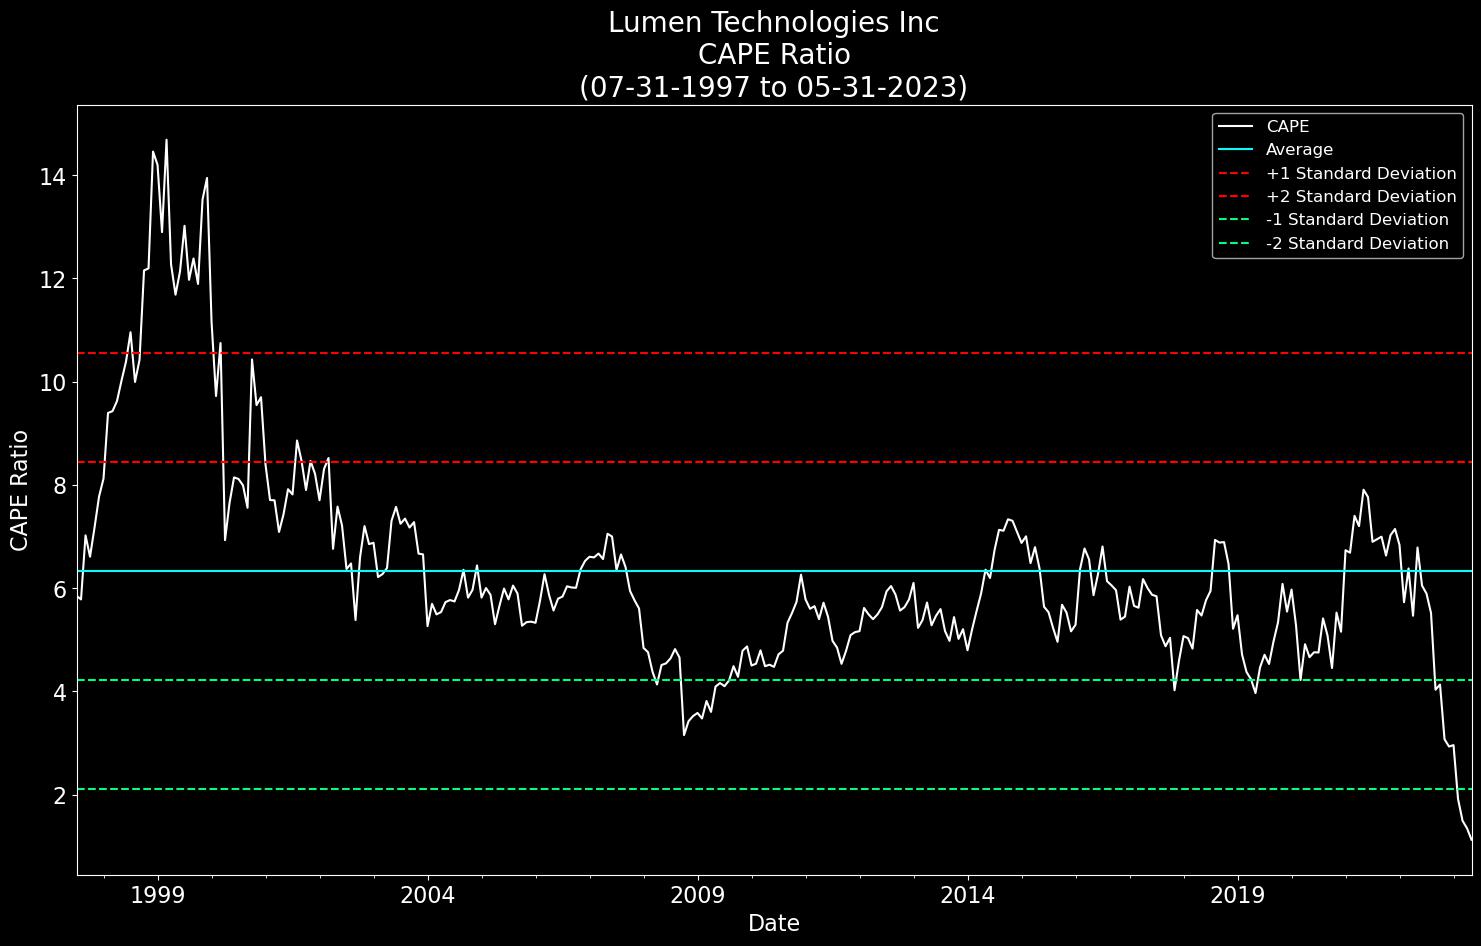 Lumen Technologies Inc
CAPE Ratio
(07-31-1997 to 05-31-2023)
CAPE
Average
+1 Standard Deviation
+2 Standard Deviation
-1 Standard Deviation
-2 Standard Deviation
CAPE Ratio
14
12
10
8
6
4
2
1999
2004
2009
2014
2019
Date